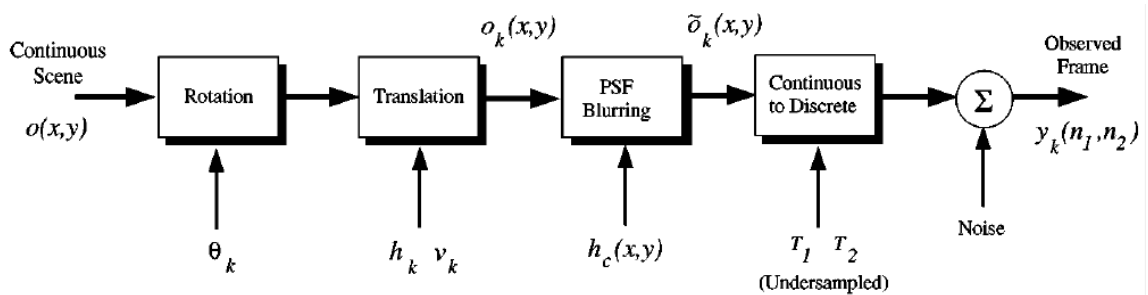 Continuous
Scene
o(x,y)
Rotation
θ_k
Translation
h_k v_k
o_k(x,y)
PSF
Blurring
h_c(x,y)
õ_k(x,y)
Continuous
to Discrete
T_1 T_2
(Undersampled)
Σ
Noise
Observed
Frame
y_k(n_1,n_2)